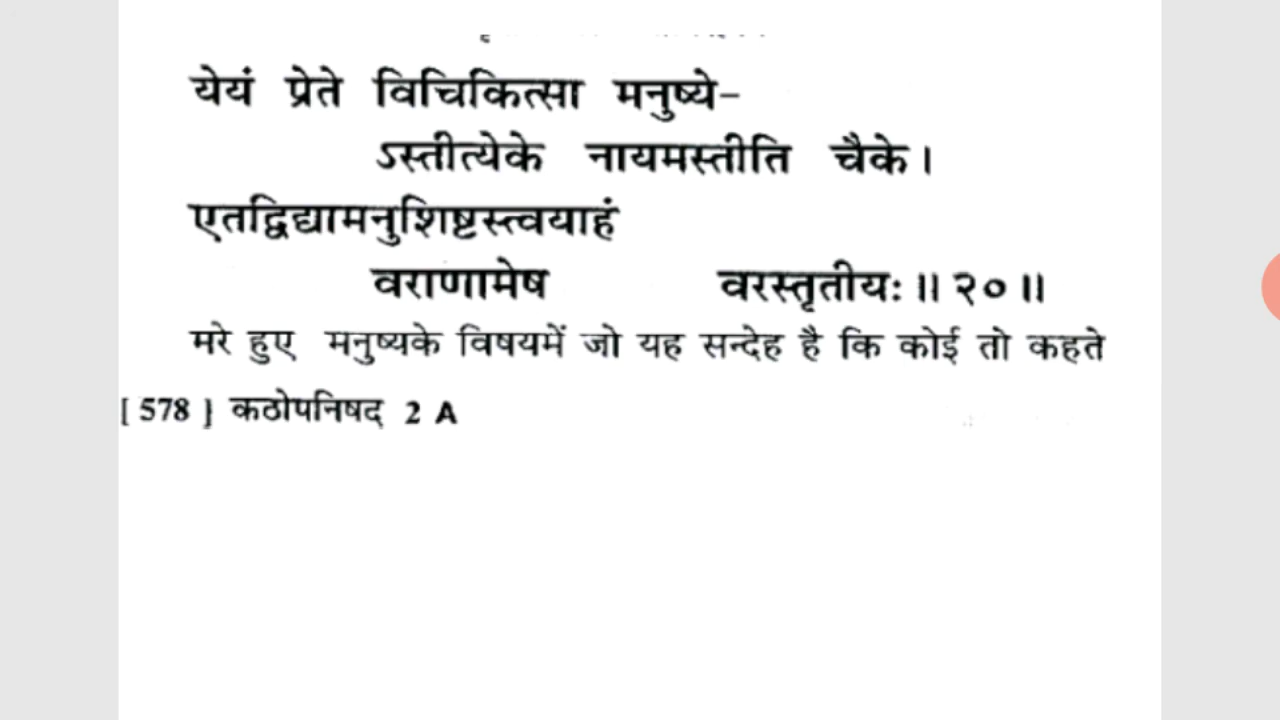 येयं प्रेते विचिकित्सा मनुष्ये-
ऽस्तीत्येके नायमस्तीति चैके।
एतद्विद्यामनुशिष्टस्त्वयाहं
वराणामेष वरस्तृतीयः॥२०॥
मरे हुए मनुष्यके विषयमें जो यह सन्देह है कि कोई तो कहते
[ 578 ] कठोपनिषद् 2 A